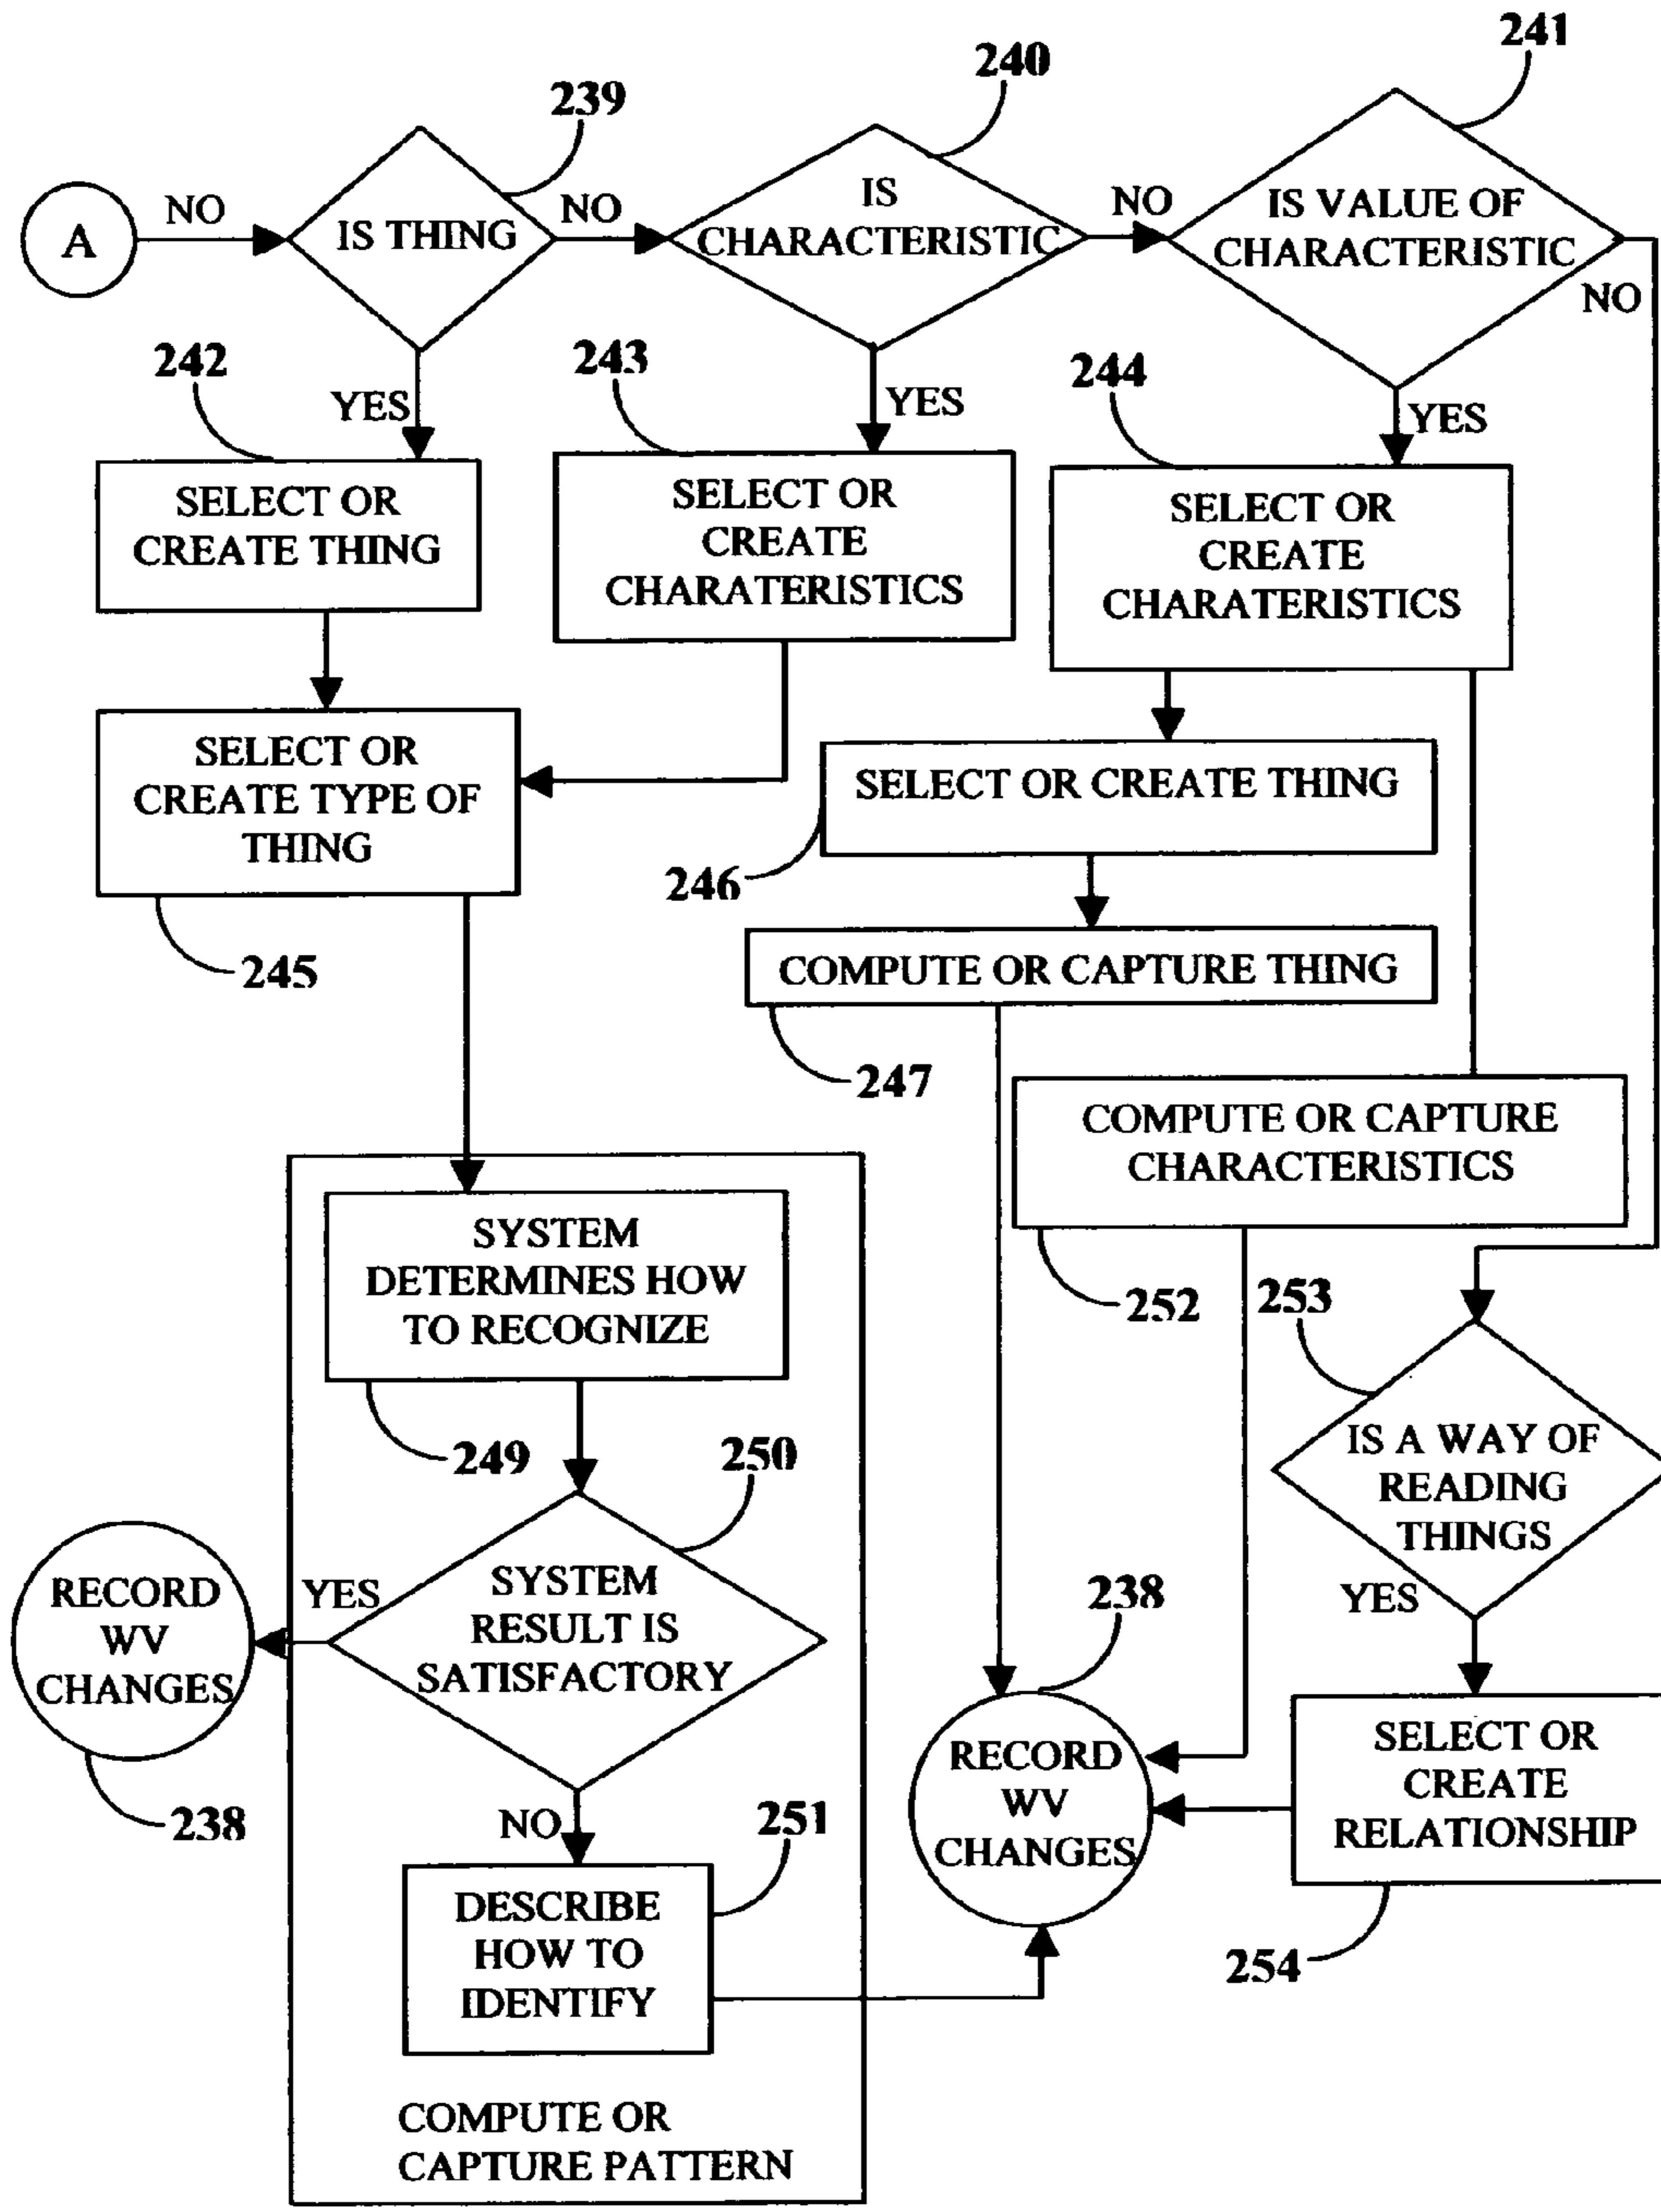 241
240
239
A
NO
IS THING
NO
IS
CHARACTERISTIC
NO
IS VALUE OF
CHARACTERISTIC
NO
242
YES
243
YES
244
YES
SELECT OR
CREATE THING
SELECT OR
CREATE
CHARATERISTICS
SELECT OR
CREATE
CHARATERISTICS
SELECT OR
CREATE TYPE OF
THING
245
SELECT OR CREATE THING
246
COMPUTE OR CAPTURE THING
247
COMPUTE OR CAPTURE
CHARACTERISTICS
252
253
SYSTEM
DETERMINES HOW
TO RECOGNIZE
249
250
IS A WAY OF
READING
THINGS
YES
RECORD
WV
CHANGES
238
YES
SYSTEM
RESULT IS
SATISFACTORY
NO
251
DESCRIBE
HOW TO
IDENTIFY
238
RECORD
WV
CHANGES
SELECT OR
CREATE
RELATIONSHIP
254
COMPUTE OR
CAPTURE PATTERN